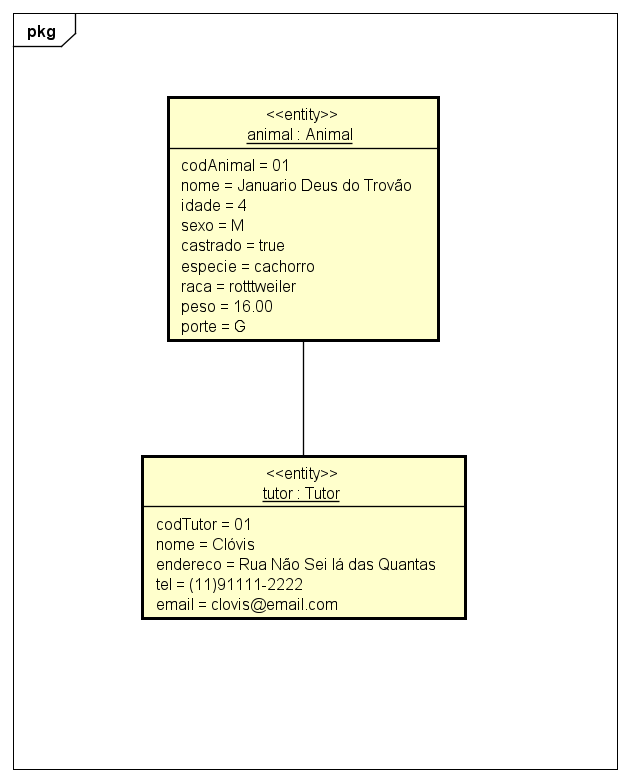 pkg
<<entity>>
animal : Animal
codAnimal = 01
nome = Januario Deus do Trovão
idade = 4
sexo = M
castrado = true
especie = cachorro
raca = rotttweiler
peso = 16.00
porte = G
<<entity>>
tutor : Tutor
codTutor = 01
nome = Clóvis
endereco = Rua Não Sei lá das Quantas
tel = (11)91111-2222
email = clovis@email.com